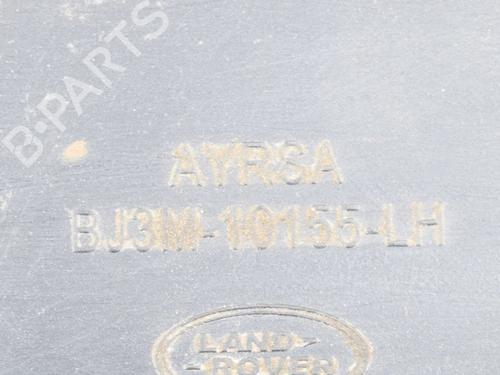 B-PARTS
AYRSA
BJ3M-10155-LH
LAND-
-ROVER